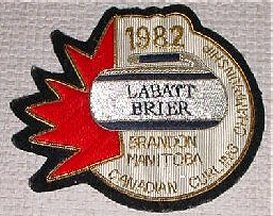 1982
LABATT
BRIER
BRANDON
MANITOBA
CANADIAN CURLING CHAMPIONSHIP